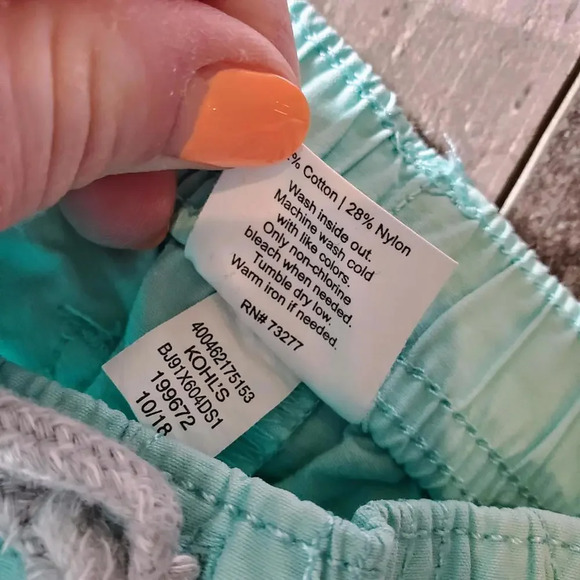 % Cotton | 28% Nylon
Wash inside out.
Machine wash cold
with like colors.
Only non-chlorine
bleach when needed.
Tumble dry low.
Warm iron if needed.
RN# 73277
400462175153
KOHL'S
BJ91X604DS1
199672
10/18